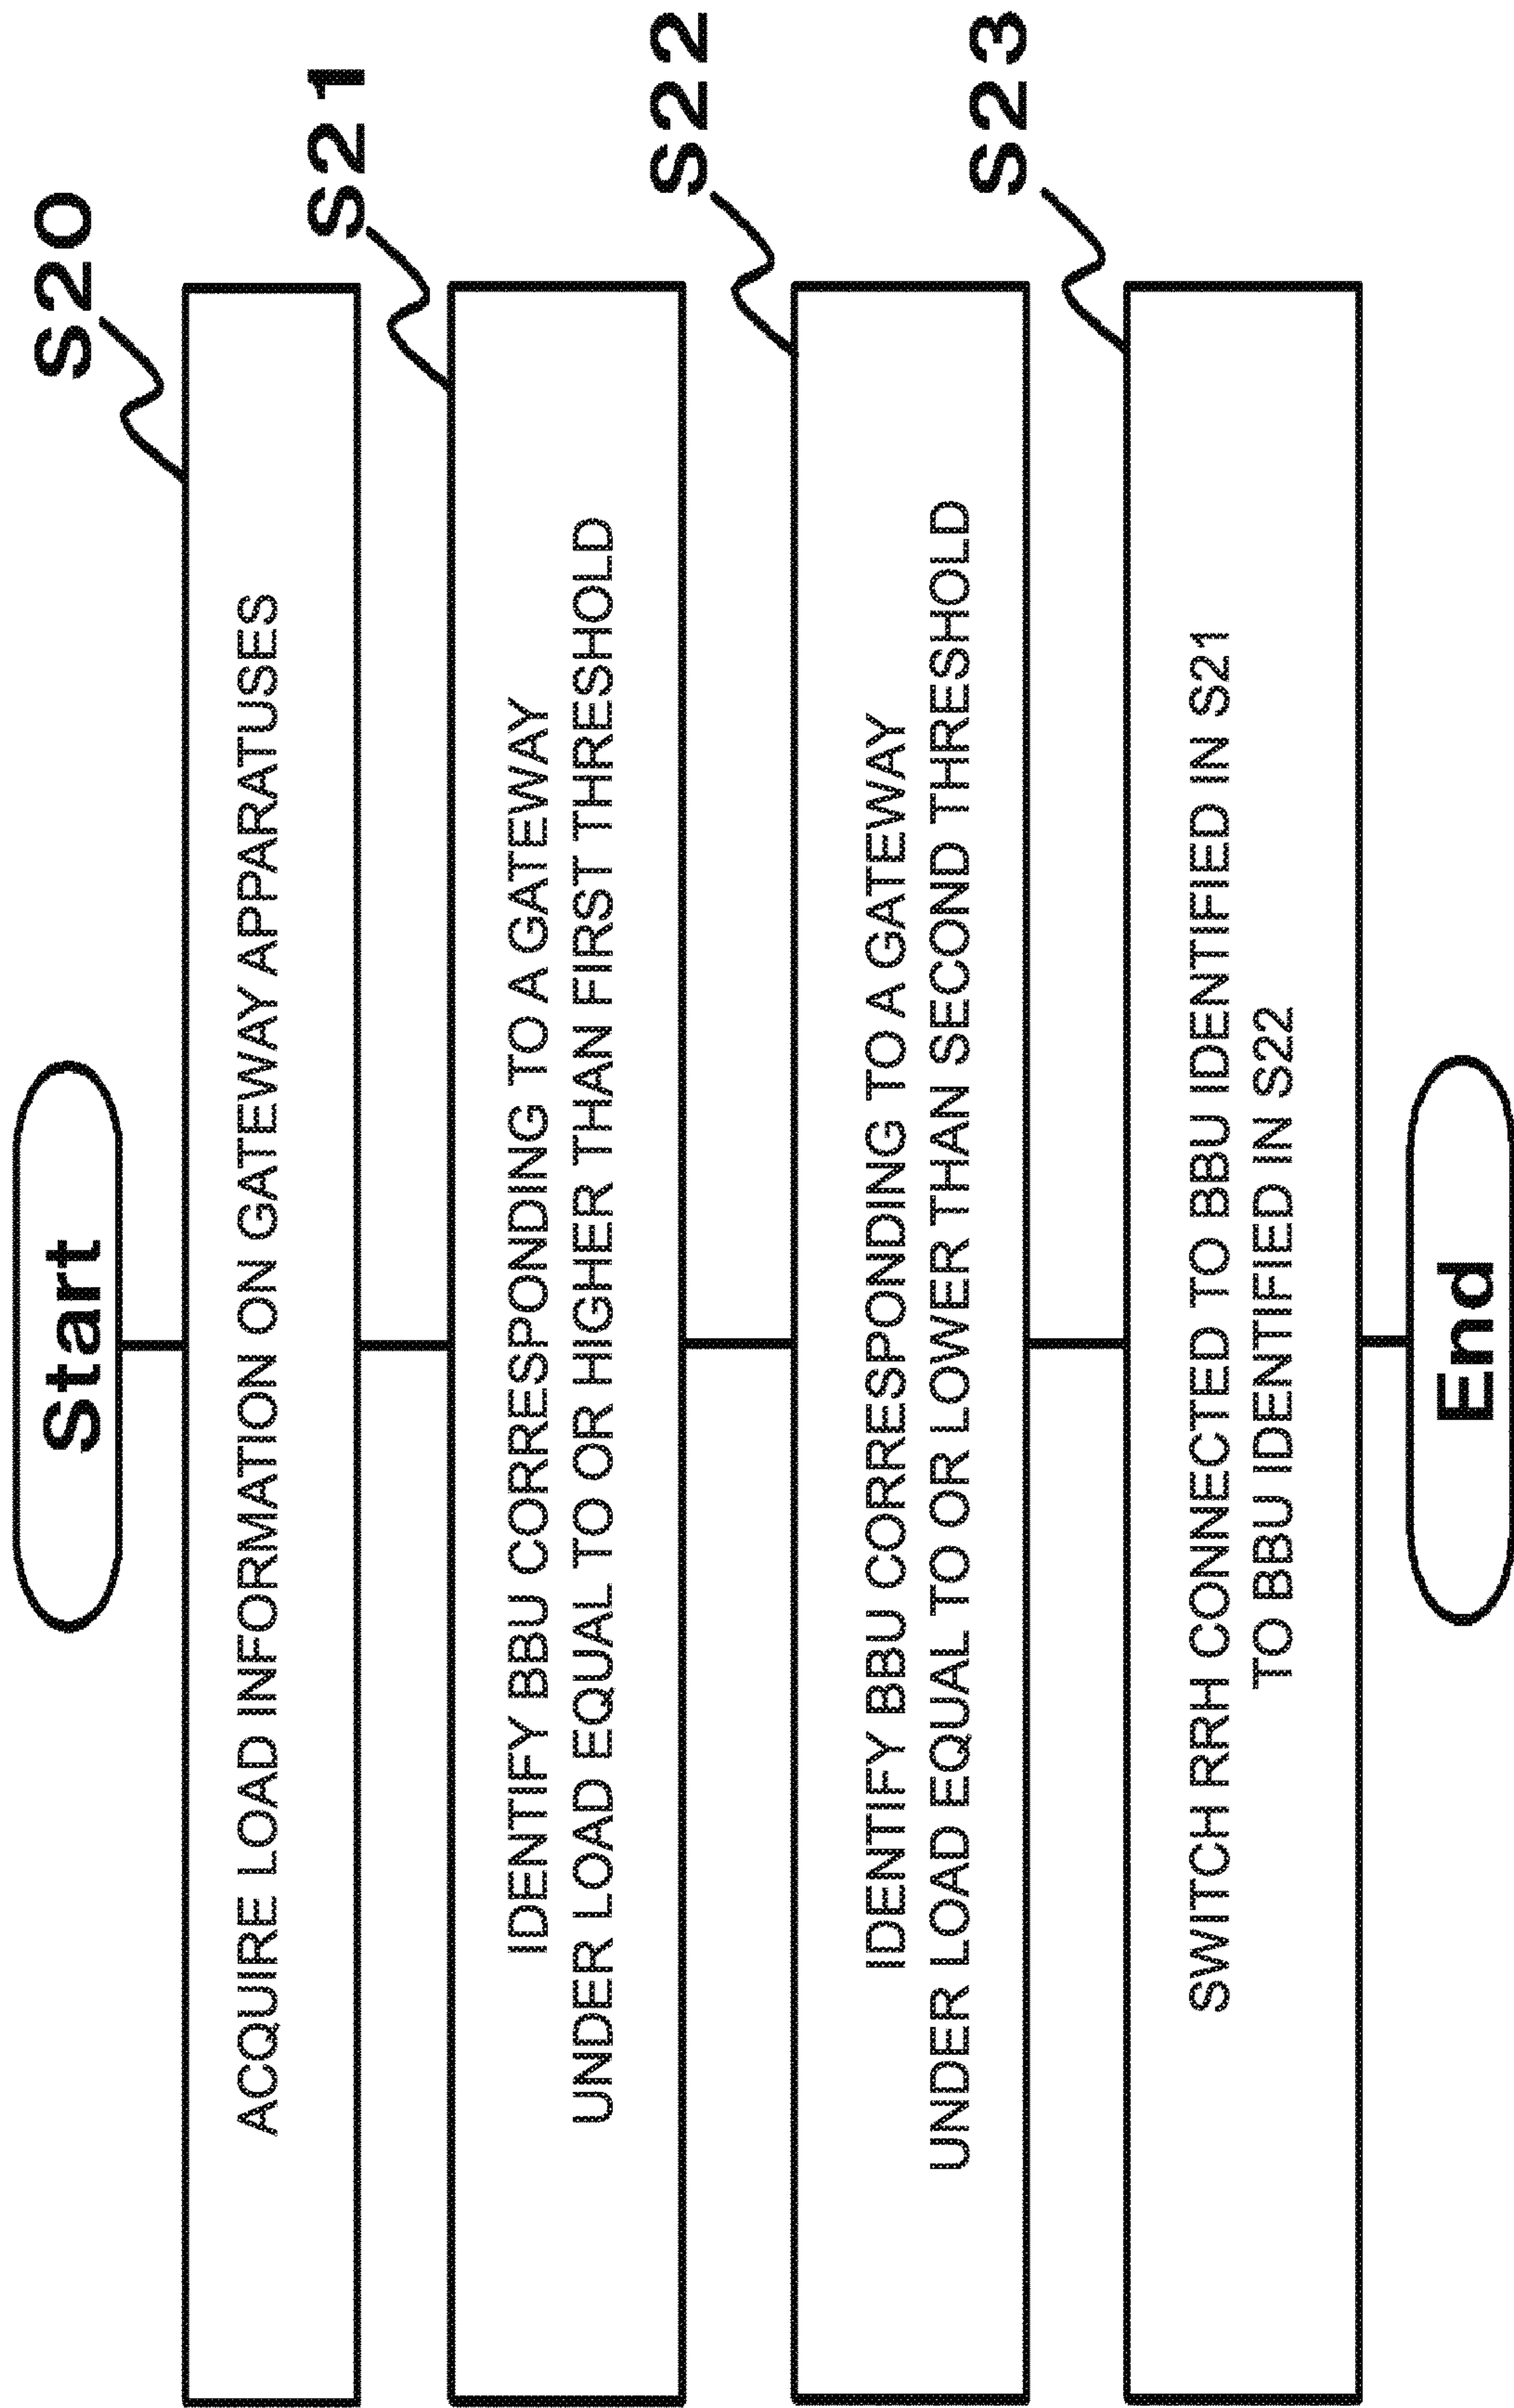 Start
S20
ACQUIRE LOAD INFORMATION ON GATEWAY APPARATUSES
S21
IDENTIFY BBU CORRESPONDING TO A GATEWAY
UNDER LOAD EQUAL TO OR HIGHER THAN FIRST THRESHOLD
S22
IDENTIFY BBU CORRESPONDING TO A GATEWAY
UNDER LOAD EQUAL TO OR LOWER THAN SECOND THRESHOLD
S23
SWITCH RRH CONNECTED TO BBU IDENTIFIED IN S21
TO BBU IDENTIFIED IN S22
End